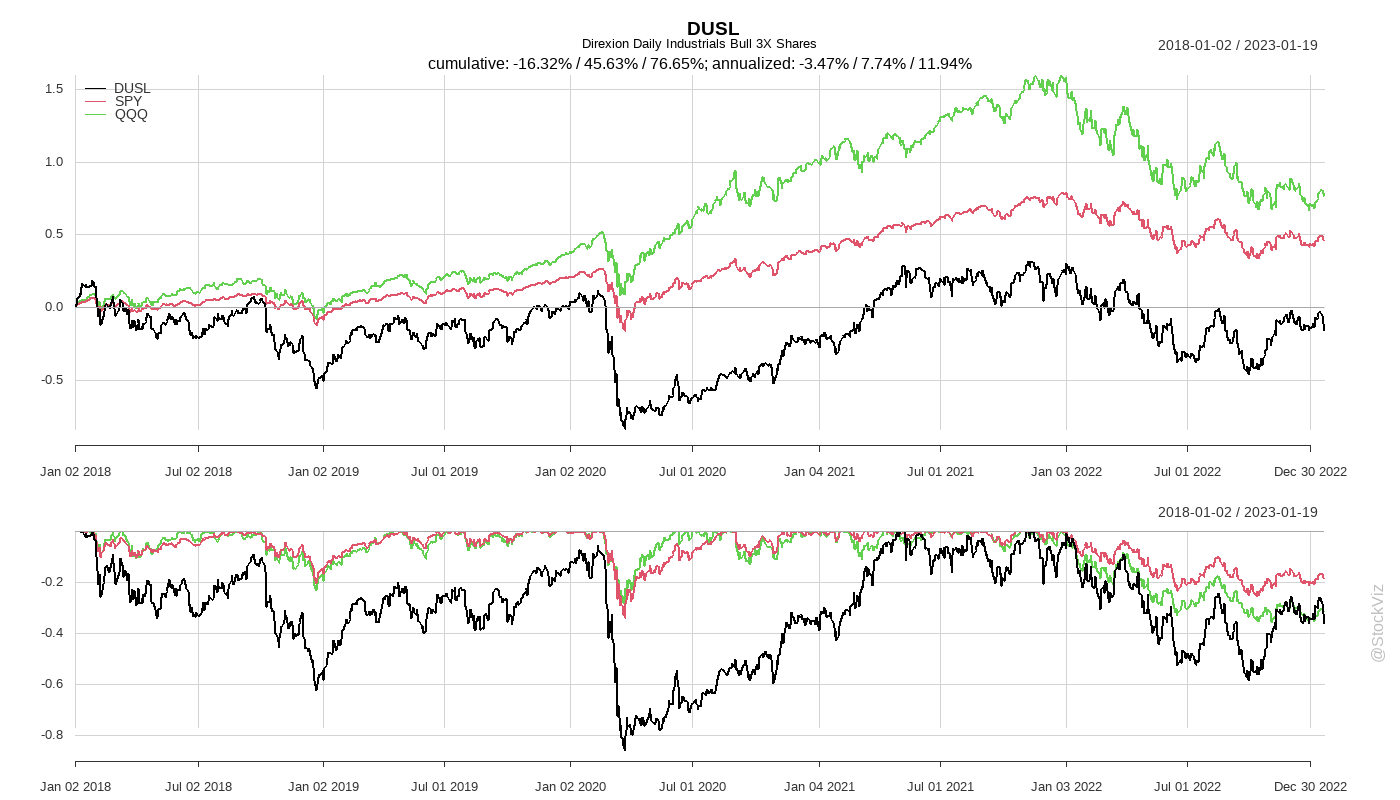 DUSL
Direxion Daily Industrials Bull 3X Shares
2018-01-02 / 2023-01-19
cumulative: -16.32% / 45.63% / 76.65%; annualized: -3.47% / 7.74% / 11.94%
DUSL
SPY
QQQ
1.5
1.0
0.5
0.0
-0.5
Jan 02 2018 Jul 02 2018 Jan 02 2019 Jul 01 2019 Jan 02 2020 Jul 01 2020 Jan 04 2021 Jul 01 2021 Jan 03 2022 Jul 01 2022 Dec 30 2022
2018-01-02 / 2023-01-19
-0.2
-0.4
-0.6
-0.8
Jan 02 2018 Jul 02 2018 Jan 02 2019 Jul 01 2019 Jan 02 2020 Jul 01 2020 Jan 04 2021 Jul 01 2021 Jan 03 2022 Jul 01 2022 Dec 30 2022
@StockViz